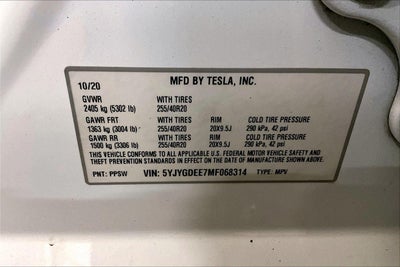 MFD BY TESLA, INC.
10/20
GVWR WITH TIRES
2405 kg (5302 lb) 255/40R20
GAWR FRT WITH TIRES RIM COLD TIRE PRESSURE
1363 kg (3004 lb) 255/40R20 20X9.5J 290 kPa, 42 psi
GAWR RR WITH TIRES RIM COLD TIRE PRESSURE
1500 kg (3306 lb) 255/40R20 20X9.5J 290 kPa, 42 psi
THIS VEHICLE CONFORMS TO ALL APPLICABLE U.S. FEDERAL MOTOR VEHICLE SAFETY AND
THEFT PREVENTION STANDARDS IN EFFECT ON THE DATE OF MANUFACTURE SHOWN ABOVE.
PNT: PPSW VIN: 5YJYGDEE7MF068314 TYPE: MPV